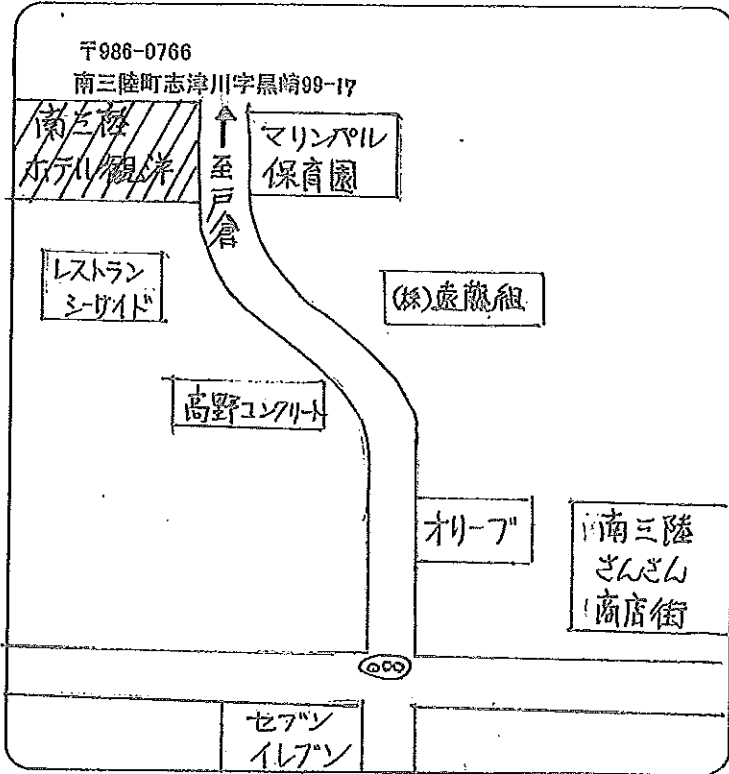 〒986-0766
南三陸町志津川字黒崎99-17
南三陸
ホテル観洋
至戸倉
マリンパル
保育園
レストラン
シーサイド
(株)遠藤組
高野コンクリート
オリーブ
南三陸
さんさん
商店街
セブン
イレブン